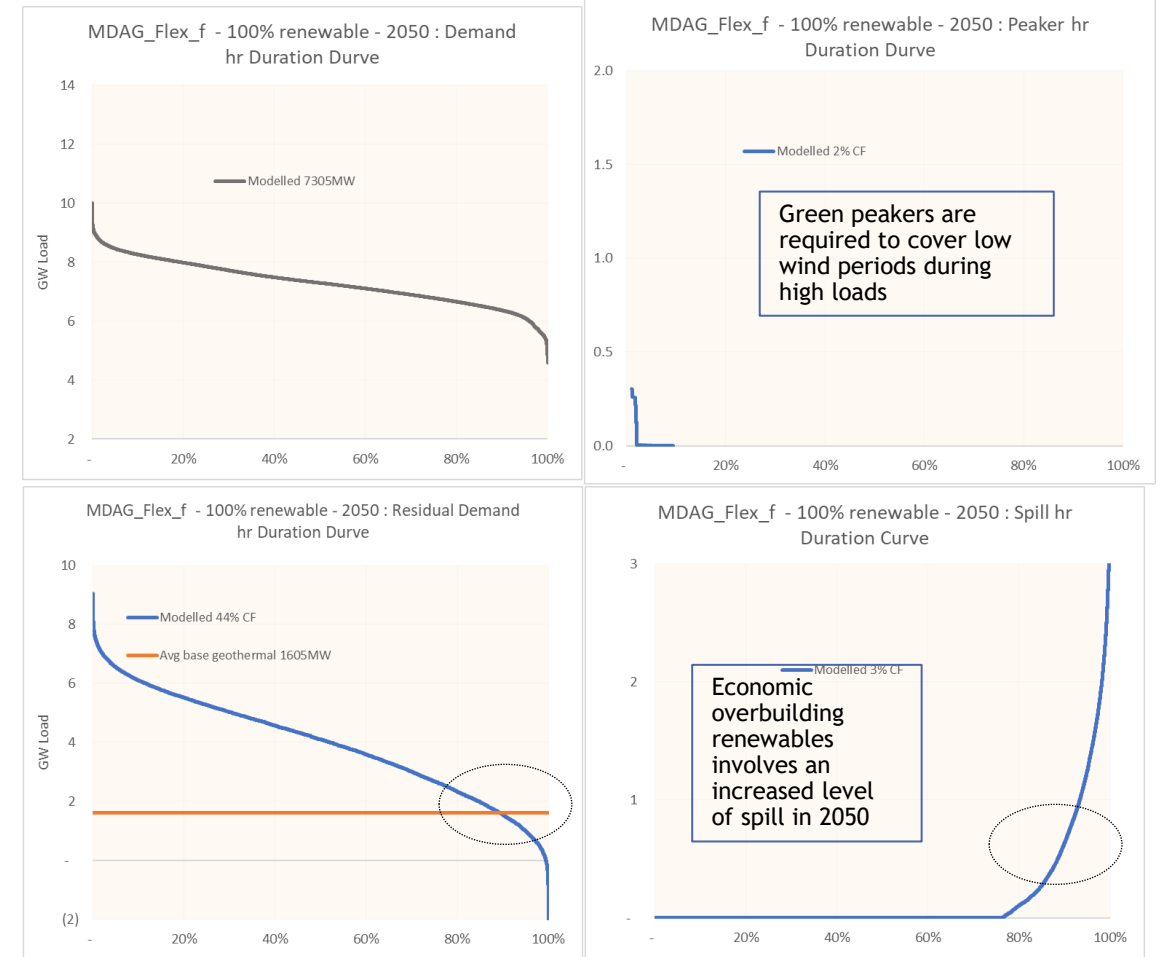 MDAG_Flex_f - 100% renewable - 2050 : Demand
hr Duration Durve
14
12
10
8
6
4
2
GW Load
Modelled 7305MW
-
20%
40%
60%
80%
100%
MDAG_Flex_f - 100% renewable - 2050 : Peaker hr
Duration Durve
2.0
1.5
1.0
0.5
0.0
Modelled 2% CF
Green peakers are
required to cover low
wind periods during
high loads
-
20%
40%
60%
80%
100%
MDAG_Flex_f - 100% renewable - 2050 : Residual Demand
hr Duration Durve
10
8
6
4
2
-
(2)
GW Load
Modelled 44% CF
Avg base geothermal 1605MW
-
20%
40%
60%
80%
100%
MDAG_Flex_f - 100% renewable - 2050 : Spill hr
Duration Curve
3
2
1
-
Modelled 3% CF
Economic
overbuilding
renewables
involves an
increased level
of spill in 2050
-
20%
40%
60%
80%
100%